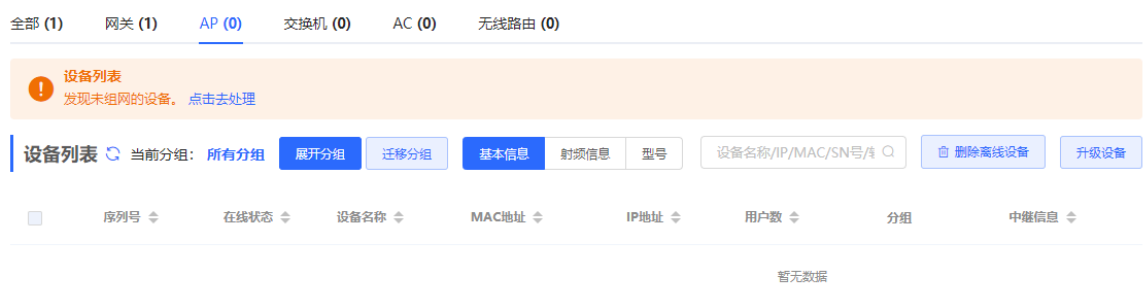 全部 (1) 网关 (1) AP (0) 交换机 (0) AC (0) 无线路由 (0)
设备列表
发现未组网的设备。 点击去处理
设备列表 当前分组： 所有分组 展开分组 迁移分组 基本信息 射频信息 型号 设备名称/IP/MAC/SN号/ 删除离线设备 升级设备
序列号 在线状态 设备名称 MAC地址 IP地址 用户数 分组 中继信息
暂无数据